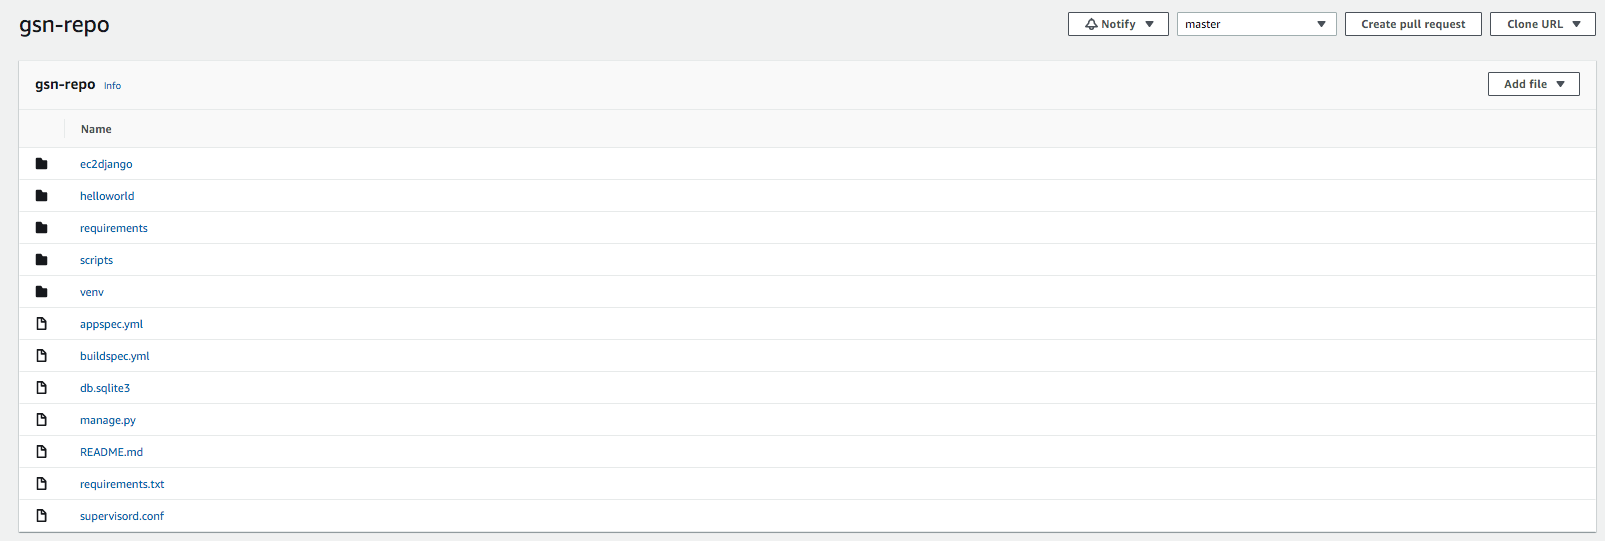 gsn-repo
Notify
master
Create pull request
Clone URL
gsn-repo Info
Add file
Name
ec2django
helloworld
requirements
scripts
venv
appspec.yml
buildspec.yml
db.sqlite3
manage.py
README.md
requirements.txt
supervisord.conf